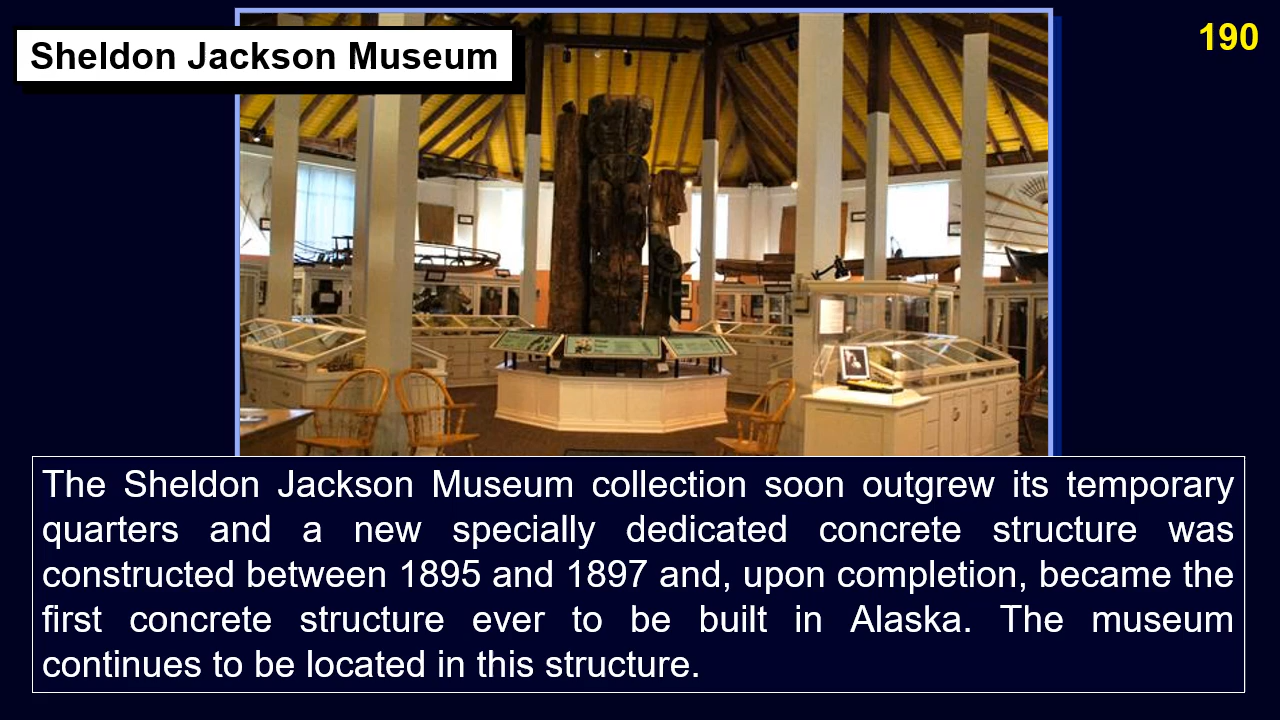 Sheldon Jackson Museum
190
The Sheldon Jackson Museum collection soon outgrew its temporary
quarters and a new specially dedicated concrete structure was
constructed between 1895 and 1897 and, upon completion, became the
first concrete structure ever to be built in Alaska. The museum
continues to be located in this structure.